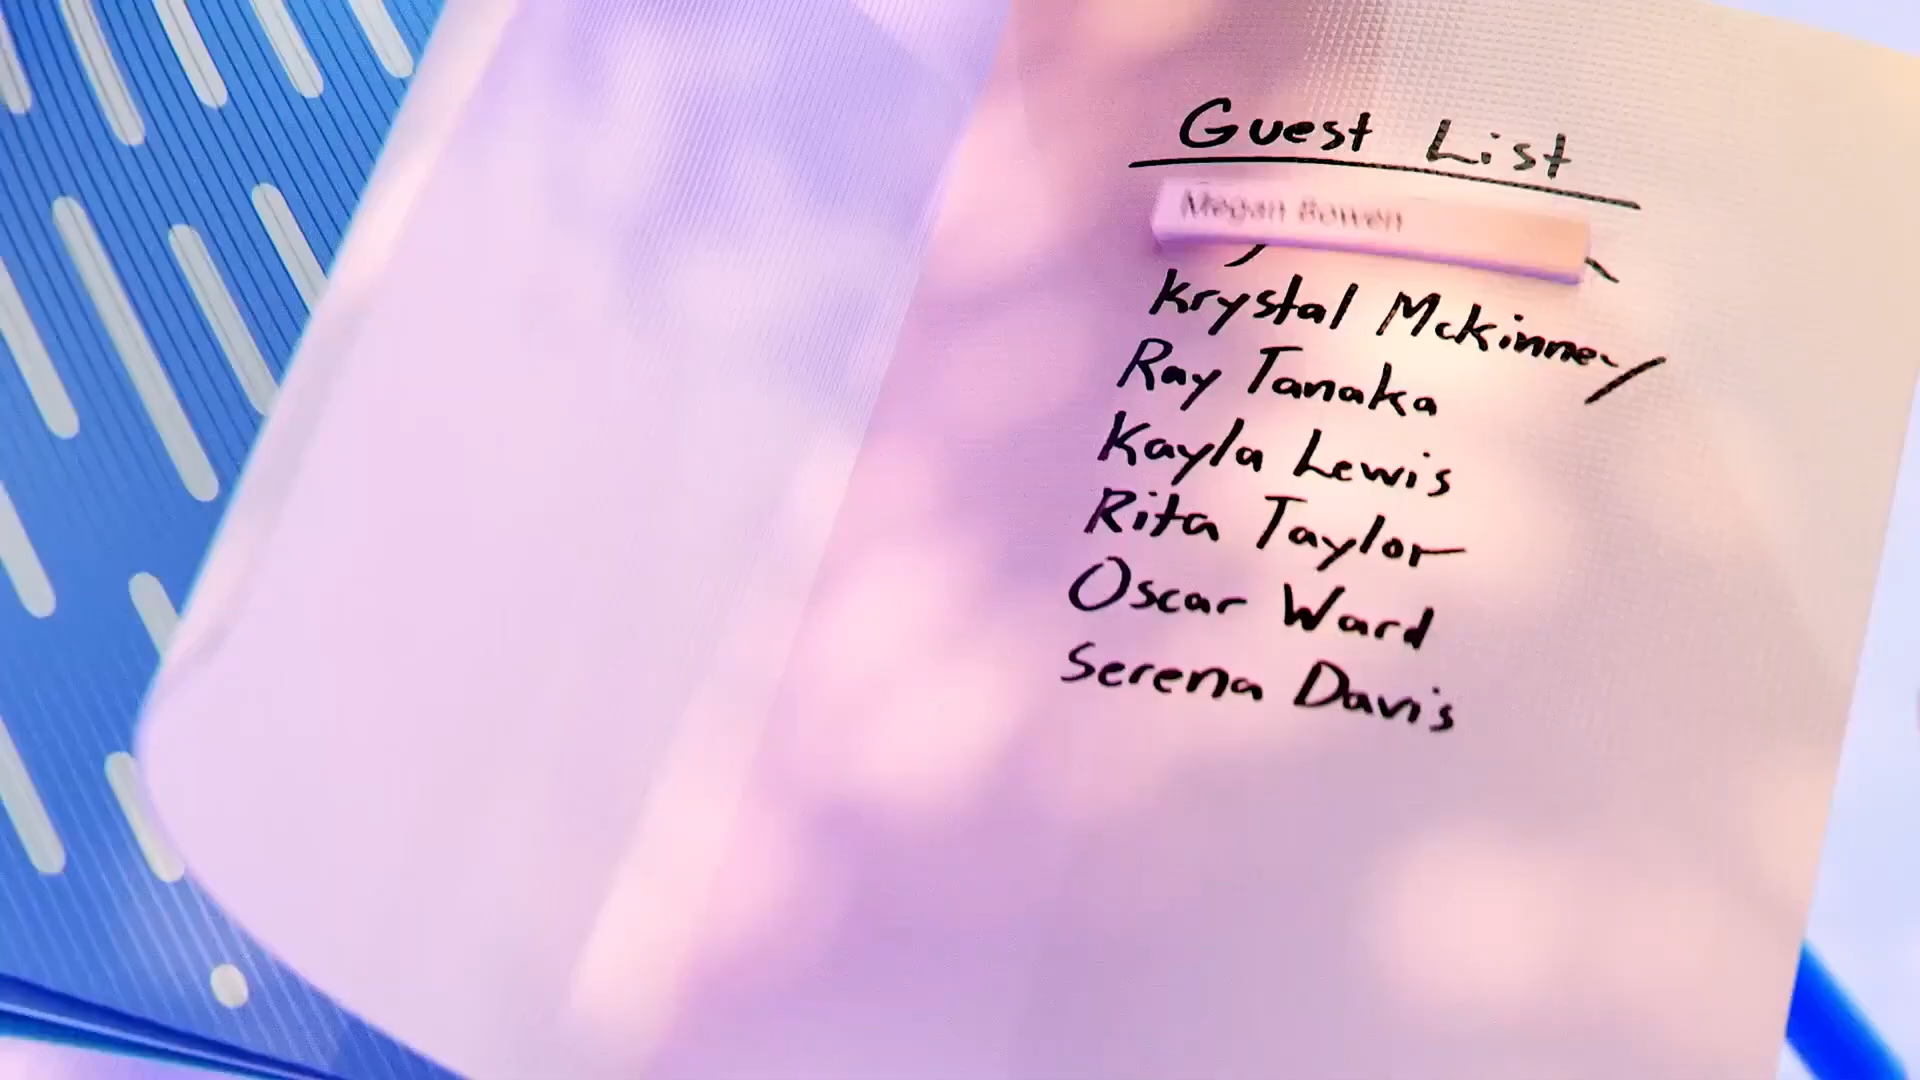 Guest List
Megan Bowen
Krystal Mckinney
Ray Tanaka
Kayla Lewis
Rita Taylor
Oscar Ward
Serena Davis